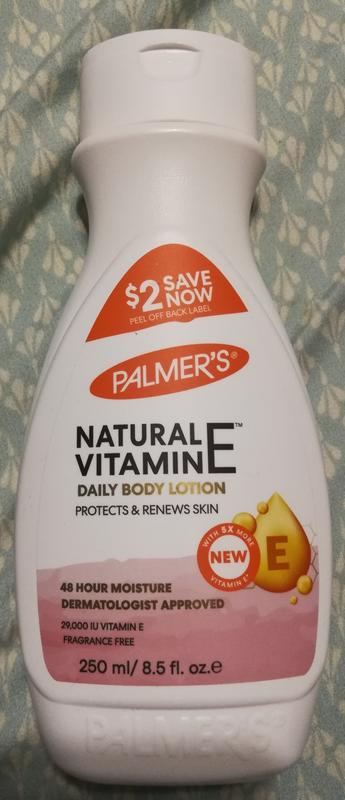 $2 SAVE NOW
PEEL OFF BACK LABEL
PALMER'S®
NATURAL
VITAMIN E™
DAILY BODY LOTION
PROTECTS & RENEWS SKIN
WITH 5X MORE
NEW
VITAMIN E*
E
48 HOUR MOISTURE
DERMATOLOGIST APPROVED
29,000 IU VITAMIN E
FRAGRANCE FREE
250 ml/ 8.5 fl. oz.℮
PALMER'S®